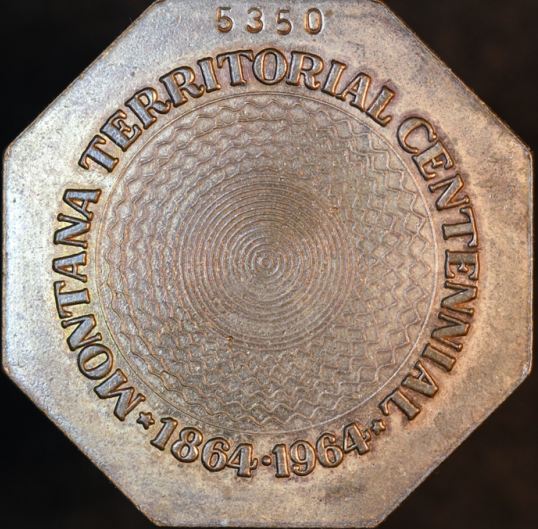 5350
MONTANA TERRITORIAL CENTENNIAL
★ 1864 · 1964 ★